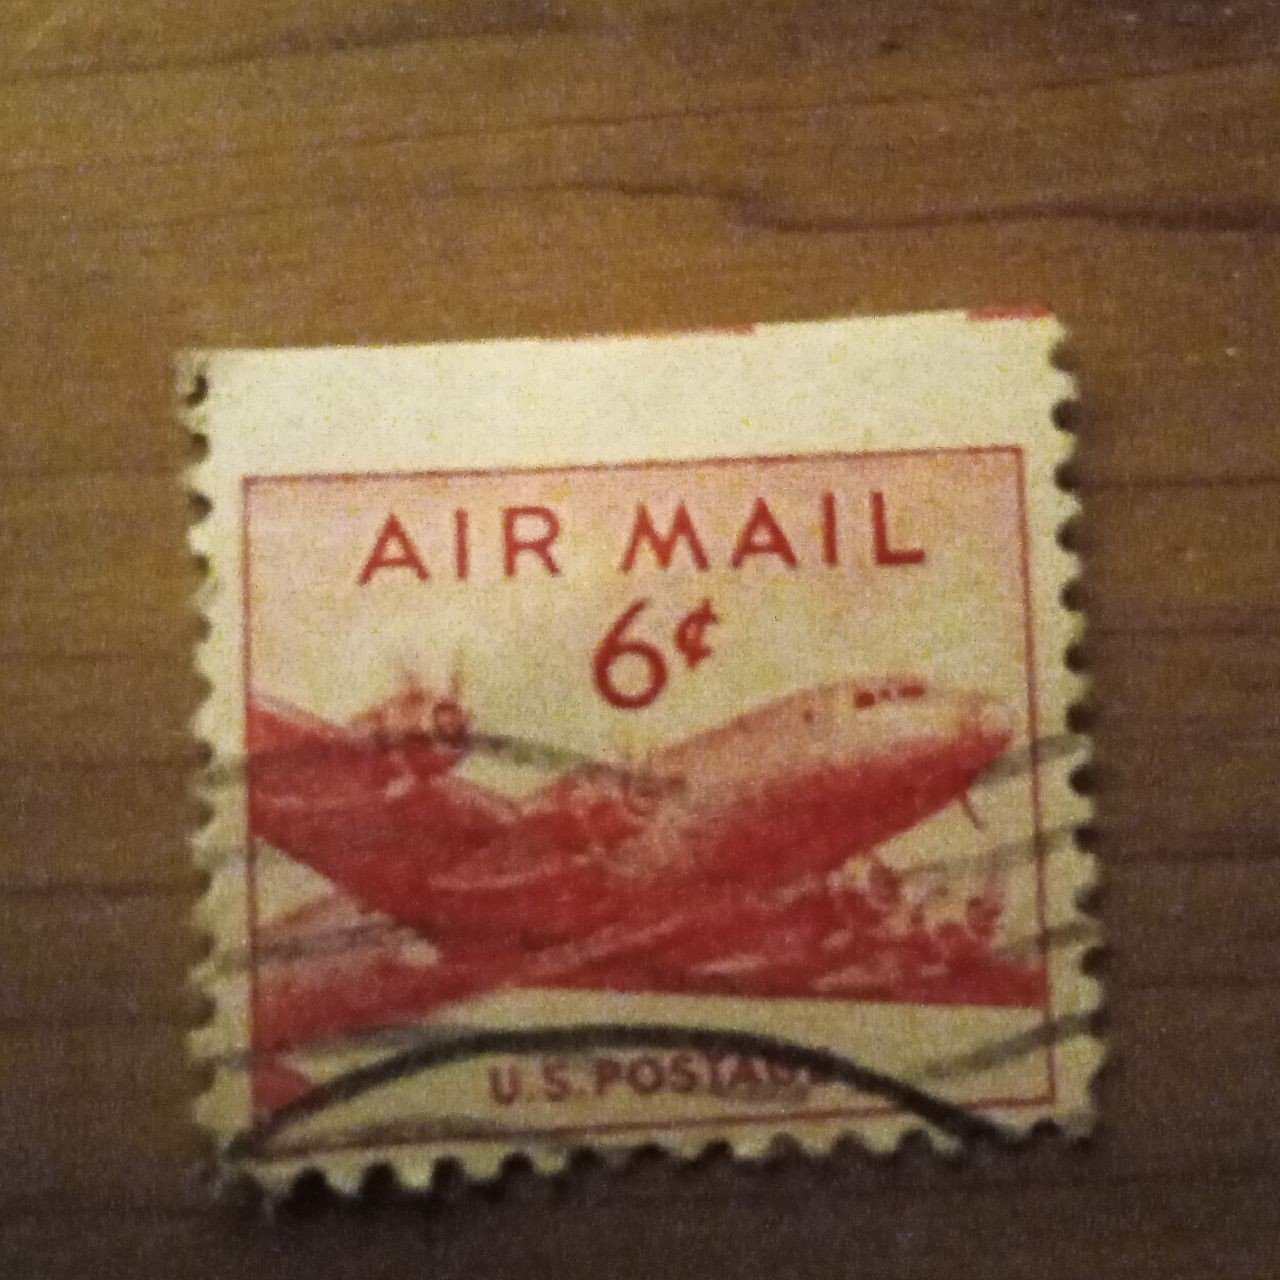 AIR MAIL
6¢
U.S. POSTAGE